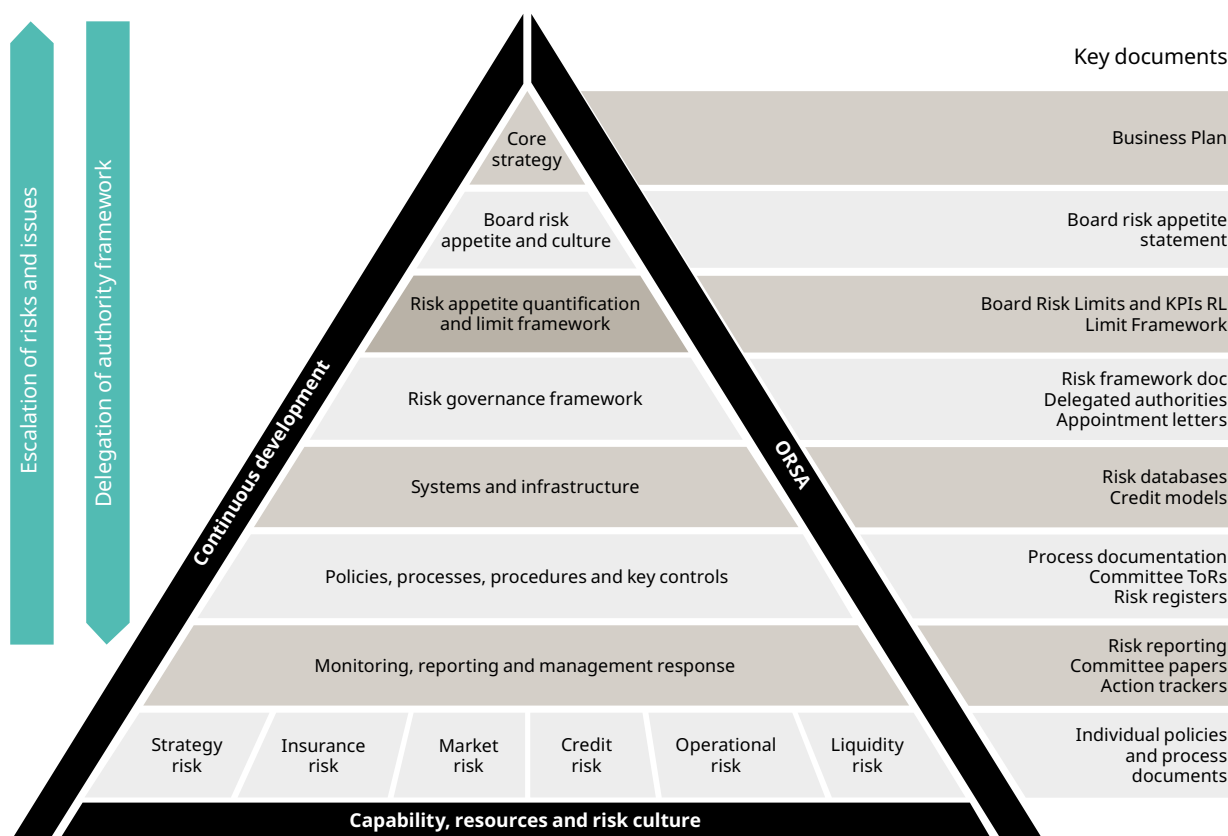 Key documents
Escalation of risks and issues
Delegation of authority framework
Continuous development
ORSA
Core
strategy
Business Plan
Board risk
appetite and culture
Board risk appetite
statement
Risk appetite quantification
and limit framework
Board Risk Limits and KPIs RL
Limit Framework
Risk governance framework
Risk framework doc
Delegated authorities
Appointment letters
Systems and infrastructure
Risk databases
Credit models
Policies, processes, procedures and key controls
Process documentation
Committee ToRs
Risk registers
Monitoring, reporting and management response
Risk reporting
Committee papers
Action trackers
Strategy
risk
Insurance
risk
Market
risk
Credit
risk
Operational
risk
Liquidity
risk
Individual policies
and process
documents
Capability, resources and risk culture